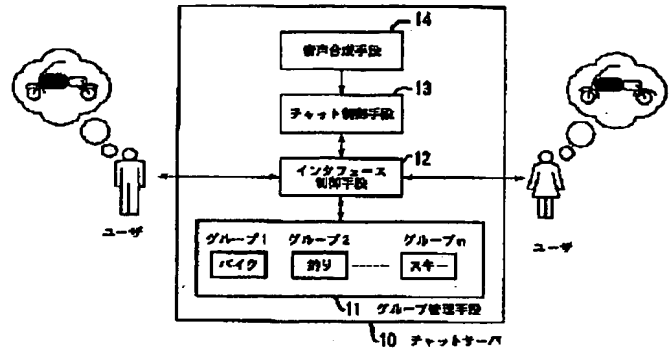 14
音声合成手段
13
チャット制御手段
12
インタフェース
制御手段
ユーザ
ユーザ
グループ1 グループ2 グループn
バイク 釣り スキー
11 グループ管理手段
10 チャットサーバ